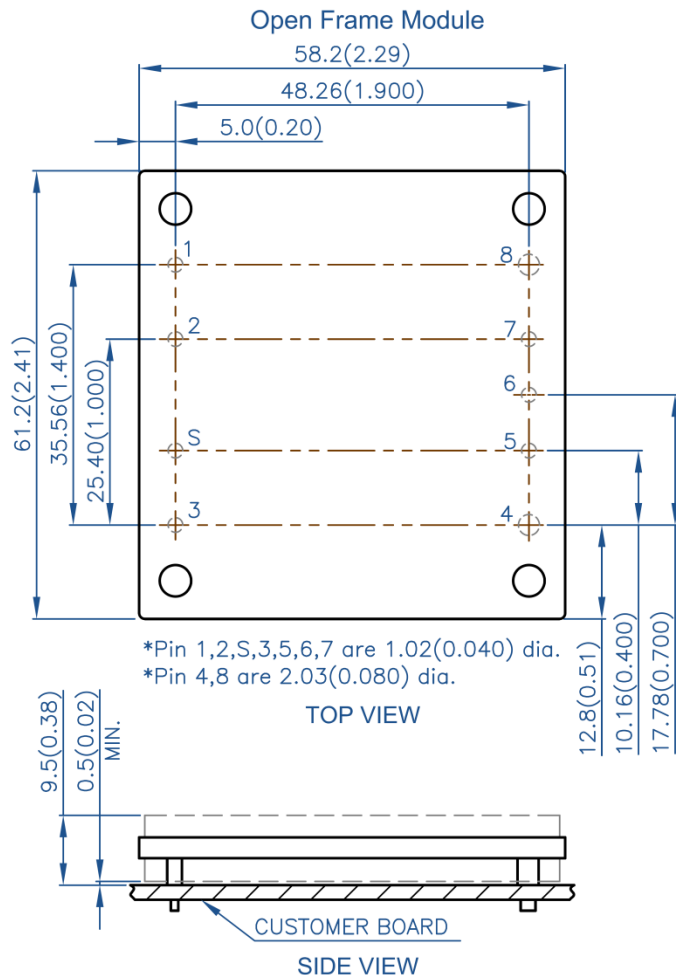 Open Frame Module
58.2(2.29)
48.26(1.900)
5.0(0.20)
1
8
2
7
6
S
5
3
4
61.2(2.41)
35.56(1.400)
25.40(1.000)
12.8(0.51)
10.16(0.400)
17.78(0.700)
*Pin 1,2,S,3,5,6,7 are 1.02(0.040) dia.
*Pin 4,8 are 2.03(0.080) dia.
TOP VIEW
9.5(0.38)
0.5(0.02)
MIN.
CUSTOMER BOARD
SIDE VIEW